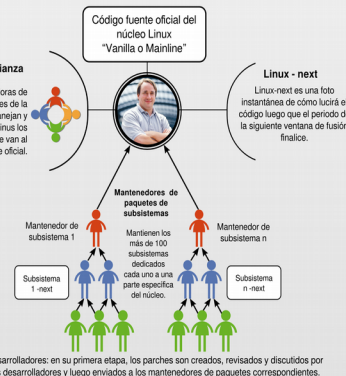 Código fuente oficial del
núcleo Linux
"Vanilla o Mainline"
ianza
oras de
es de la
anejan y
inus los
e van al
e oficial.
Linux - next
Linux-next es una foto
instantánea de cómo lucirá e
código luego que el periodo d
la siguiente ventana de fusión
finalice.
Mantenedores de
paquetes de
subsistemas
Mantienen los
más de 100
subsistemas
dedicados
cada uno a una
parte específica
del núcleo.
Mantenedor de
subsistema 1
Mantenedor de
subsistema n
Subsistema
1 -next
Subsistema
n -next
sarrolladores: en su primera etapa, los parches son creados, revisados y discutidos por
s desarrolladores y luego enviados a los mantenedores de paquetes correspondientes.